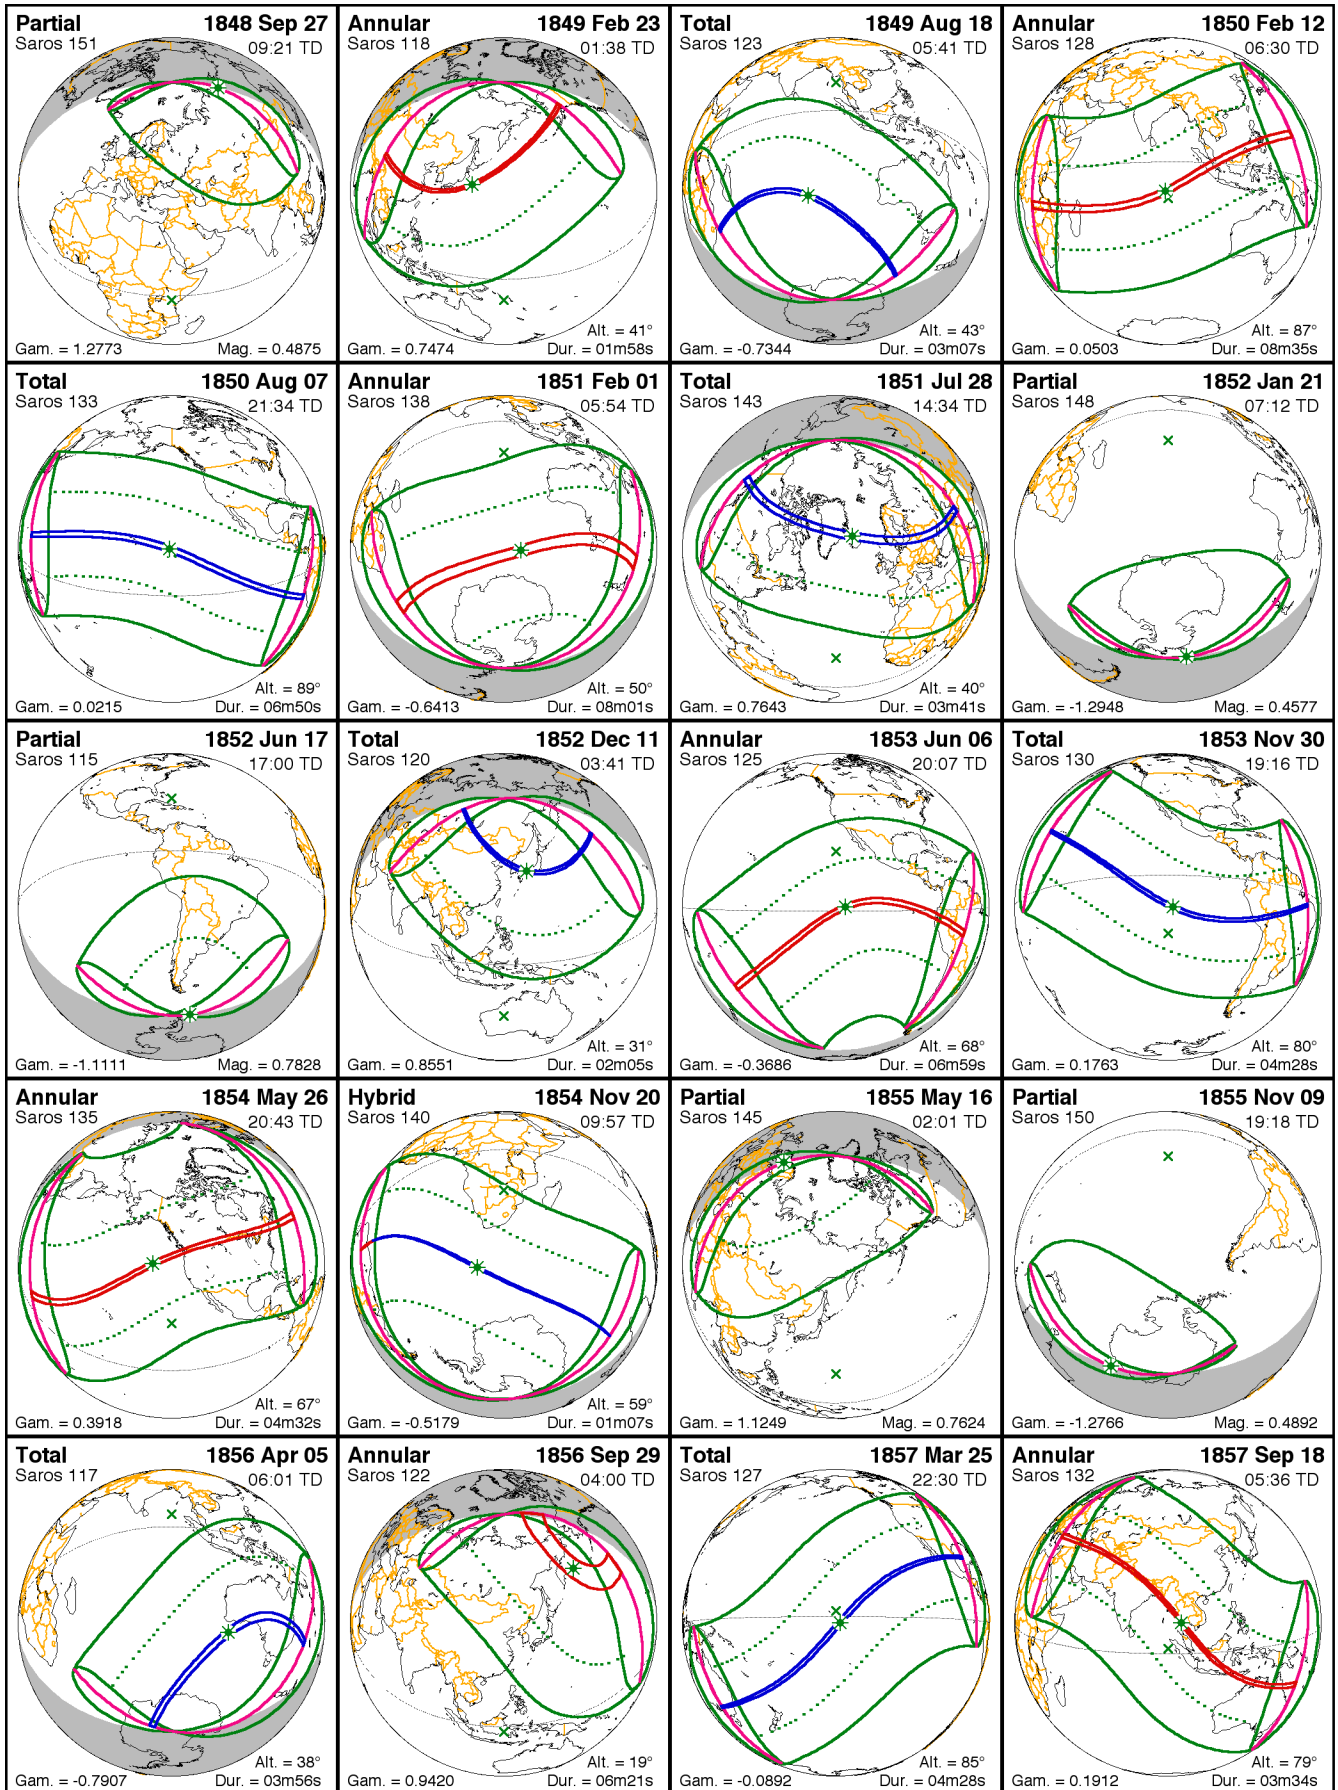 Partial 1848 Sep 27
Saros 151 09:21 TD
Gam. = 1.2773 Mag. = 0.4875
Annular 1849 Feb 23
Saros 118 01:38 TD
Alt. = 41°
Gam. = 0.7474 Dur. = 01m58s
Total 1849 Aug 18
Saros 123 05:41 TD
Alt. = 43°
Gam. = -0.7344 Dur. = 03m07s
Annular 1850 Feb 12
Saros 128 06:30 TD
Alt. = 87°
Gam. = 0.0503 Dur. = 08m35s
Total 1850 Aug 07
Saros 133 21:34 TD
Alt. = 89°
Gam. = 0.0215 Dur. = 06m50s
Annular 1851 Feb 01
Saros 138 05:54 TD
Alt. = 50°
Gam. = -0.6413 Dur. = 08m01s
Total 1851 Jul 28
Saros 143 14:34 TD
Alt. = 40°
Gam. = 0.7643 Dur. = 03m41s
Partial 1852 Jan 21
Saros 148 07:12 TD
Gam. = -1.2948 Mag. = 0.4577
Partial 1852 Jun 17
Saros 115 17:00 TD
Gam. = -1.1111 Mag. = 0.7828
Total 1852 Dec 11
Saros 120 03:41 TD
Alt. = 31°
Gam. = 0.8551 Dur. = 02m05s
Annular 1853 Jun 06
Saros 125 20:07 TD
Alt. = 68°
Gam. = -0.3686 Dur. = 06m59s
Total 1853 Nov 30
Saros 130 19:16 TD
Alt. = 80°
Gam. = 0.1763 Dur. = 04m28s
Annular 1854 May 26
Saros 135 20:43 TD
Alt. = 67°
Gam. = 0.3918 Dur. = 04m32s
Hybrid 1854 Nov 20
Saros 140 09:57 TD
Alt. = 59°
Gam. = -0.5179 Dur. = 01m07s
Partial 1855 May 16
Saros 145 02:01 TD
Gam. = 1.1249 Mag. = 0.7624
Partial 1855 Nov 09
Saros 150 19:18 TD
Gam. = -1.2766 Mag. = 0.4892
Total 1856 Apr 05
Saros 117 06:01 TD
Alt. = 38°
Gam. = -0.7907 Dur. = 03m56s
Annular 1856 Sep 29
Saros 122 04:00 TD
Alt. = 19°
Gam. = 0.9420 Dur. = 06m21s
Total 1857 Mar 25
Saros 127 22:30 TD
Alt. = 85°
Gam. = -0.0892 Dur. = 04m28s
Annular 1857 Sep 18
Saros 132 05:36 TD
Alt. = 79°
Gam. = 0.1912 Dur. = 03m34s